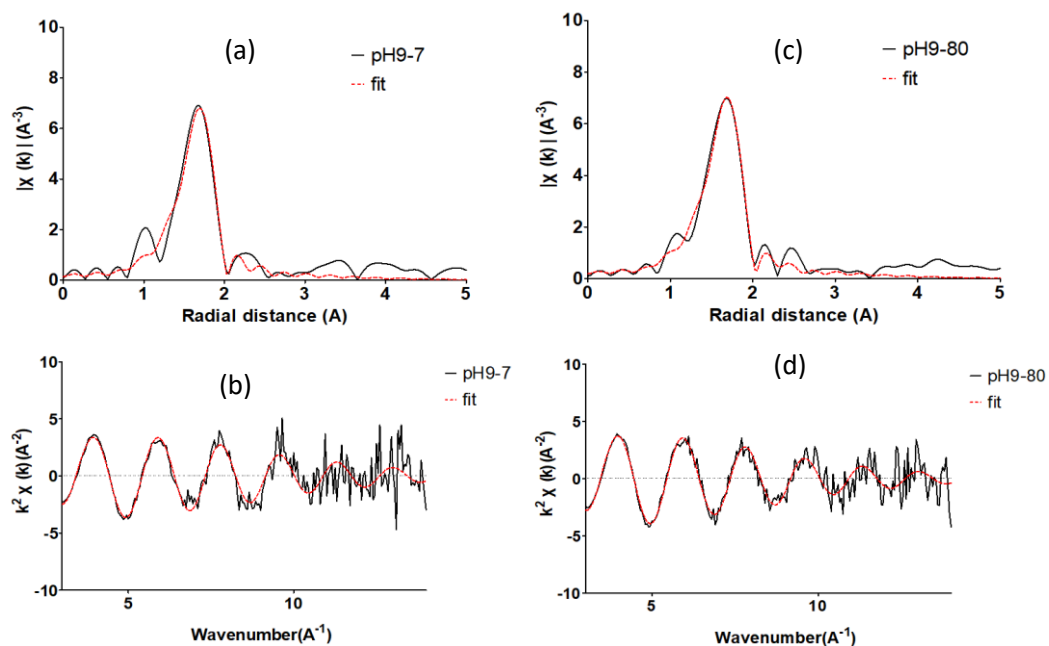 10
8
6
4
2
0
|χ (k) | (A⁻³)
(a)
pH9-7
fit
0
1
2
3
4
5
Radial distance (A)
10
8
6
4
2
0
|χ (k) | (A⁻³)
(c)
pH9-80
fit
0
1
2
3
4
5
Radial distance (A)
10
5
0
-5
-10
k² χ (k)(A⁻²)
(b)
pH9-7
fit
5
10
Wavenumber(A⁻¹)
10
5
0
-5
-10
k² χ (k)(A⁻²)
(d)
pH9-80
fit
5
10
Wavenumber(A⁻¹)